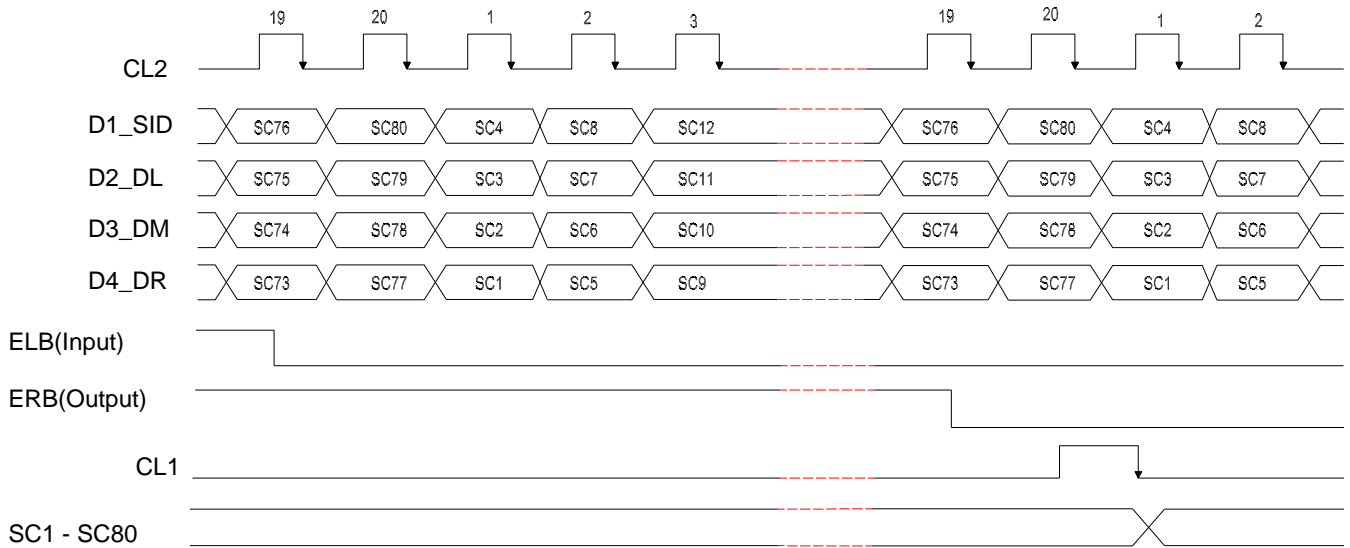 19 20 1 2 3 19 20 1 2
CL2
D1_SID SC76 SC80 SC4 SC8 SC12 SC76 SC80 SC4 SC8
D2_DL SC75 SC79 SC3 SC7 SC11 SC75 SC79 SC3 SC7
D3_DM SC74 SC78 SC2 SC6 SC10 SC74 SC78 SC2 SC6
D4_DR SC73 SC77 SC1 SC5 SC9 SC73 SC77 SC1 SC5
ELB(Input)
ERB(Output)
CL1
SC1 - SC80